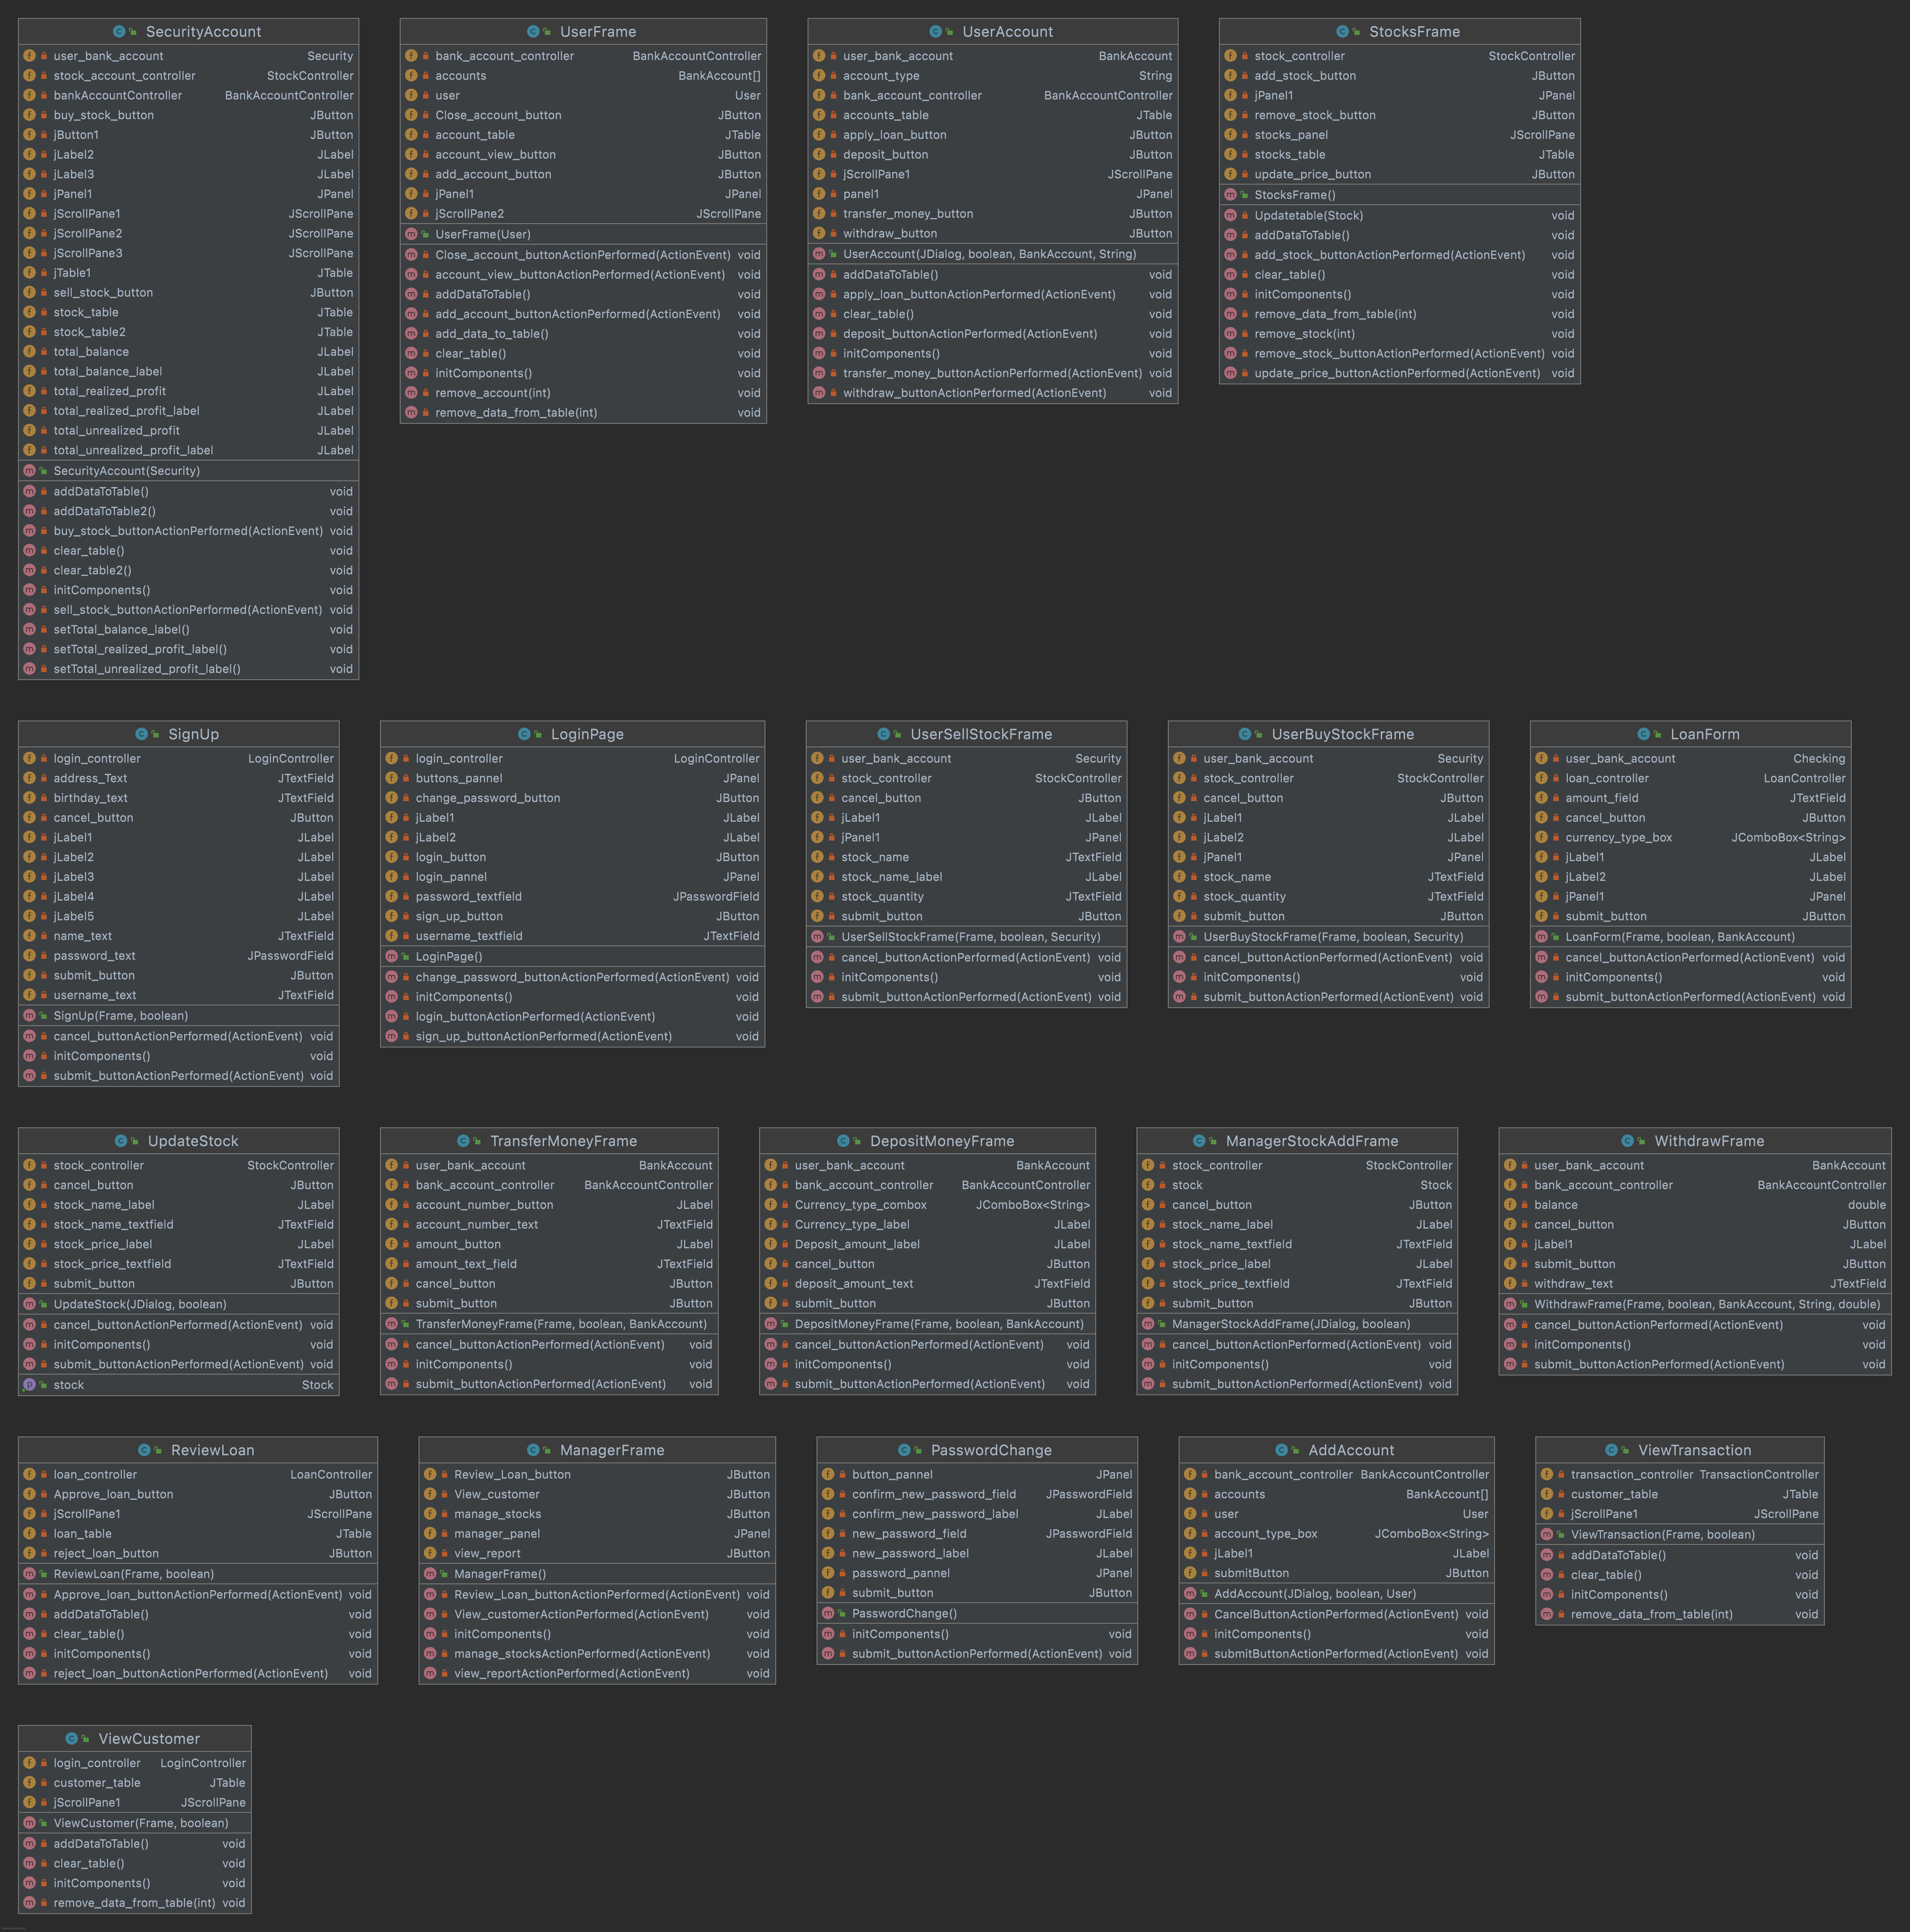 SecurityAccount
user_bank_account Security
stock_account_controller StockController
bankAccountController BankAccountController
buy_stock_button JButton
jButton1 JButton
jLabel2 JLabel
jLabel3 JLabel
jPanel1 JPanel
jScrollPane1 JScrollPane
jScrollPane2 JScrollPane
jScrollPane3 JScrollPane
jTable1 JTable
sell_stock_button JButton
stock_table JTable
stock_table2 JTable
total_balance JLabel
total_balance_label JLabel
total_realized_profit JLabel
total_realized_profit_label JLabel
total_unrealized_profit JLabel
total_unrealized_profit_label JLabel
SecurityAccount(Security)
addDataToTable() void
addDataToTable2() void
buy_stock_buttonActionPerformed(ActionEvent) void
clear_table() void
clear_table2() void
initComponents() void
sell_stock_buttonActionPerformed(ActionEvent) void
setTotal_balance_label() void
setTotal_realized_profit_label() void
setTotal_unrealized_profit_label() void
UserFrame
bank_account_controller BankAccountController
accounts BankAccount[]
user User
Close_account_button JButton
account_table JTable
account_view_button JButton
add_account_button JButton
jPanel1 JPanel
jScrollPane2 JScrollPane
UserFrame(User)
Close_account_buttonActionPerformed(ActionEvent) void
account_view_buttonActionPerformed(ActionEvent) void
addDataToTable() void
add_account_buttonActionPerformed(ActionEvent) void
add_data_to_table() void
clear_table() void
initComponents() void
remove_account(int) void
remove_data_from_table(int) void
UserAccount
user_bank_account BankAccount
account_type String
bank_account_controller BankAccountController
accounts_table JTable
apply_loan_button JButton
deposit_button JButton
jScrollPane1 JScrollPane
panel1 JPanel
transfer_money_button JButton
withdraw_button JButton
UserAccount(JDialog, boolean, BankAccount, String)
addDataToTable() void
apply_loan_buttonActionPerformed(ActionEvent) void
clear_table() void
deposit_buttonActionPerformed(ActionEvent) void
initComponents() void
transfer_money_buttonActionPerformed(ActionEvent) void
withdraw_buttonActionPerformed(ActionEvent) void
StocksFrame
stock_controller StockController
add_stock_button JButton
jPanel1 JPanel
remove_stock_button JButton
stocks_panel JScrollPane
stocks_table JTable
update_price_button JButton
StocksFrame()
Updatetable(Stock) void
addDataToTable() void
add_stock_buttonActionPerformed(ActionEvent) void
clear_table() void
initComponents() void
remove_data_from_table(int) void
remove_stock(int) void
remove_stock_buttonActionPerformed(ActionEvent) void
update_price_buttonActionPerformed(ActionEvent) void
SignUp
login_controller LoginController
address_Text JTextField
birthday_text JTextField
cancel_button JButton
jLabel1 JLabel
jLabel2 JLabel
jLabel3 JLabel
jLabel4 JLabel
jLabel5 JLabel
name_text JTextField
password_text JPasswordField
submit_button JButton
username_text JTextField
SignUp(Frame, boolean)
cancel_buttonActionPerformed(ActionEvent) void
initComponents() void
submit_buttonActionPerformed(ActionEvent) void
LoginPage
login_controller LoginController
buttons_pannel JPanel
change_password_button JButton
jLabel1 JLabel
jLabel2 JLabel
login_button JButton
login_pannel JPanel
password_textfield JPasswordField
sign_up_button JButton
username_textfield JTextField
LoginPage()
change_password_buttonActionPerformed(ActionEvent) void
initComponents() void
login_buttonActionPerformed(ActionEvent) void
sign_up_buttonActionPerformed(ActionEvent) void
UserSellStockFrame
user_bank_account Security
stock_controller StockController
cancel_button JButton
jLabel1 JLabel
jPanel1 JPanel
stock_name JTextField
stock_name_label JLabel
stock_quantity JTextField
submit_button JButton
UserSellStockFrame(Frame, boolean, Security)
cancel_buttonActionPerformed(ActionEvent) void
initComponents() void
submit_buttonActionPerformed(ActionEvent) void
UserBuyStockFrame
user_bank_account Security
stock_controller StockController
cancel_button JButton
jLabel1 JLabel
jLabel2 JLabel
jPanel1 JPanel
stock_name JTextField
stock_quantity JTextField
submit_button JButton
UserBuyStockFrame(Frame, boolean, Security)
cancel_buttonActionPerformed(ActionEvent) void
initComponents() void
submit_buttonActionPerformed(ActionEvent) void
LoanForm
user_bank_account Checking
loan_controller LoanController
amount_field JTextField
cancel_button JButton
currency_type_box JComboBox<String>
jLabel1 JLabel
jLabel2 JLabel
jPanel1 JPanel
submit_button JButton
LoanForm(Frame, boolean, BankAccount)
cancel_buttonActionPerformed(ActionEvent) void
initComponents() void
submit_buttonActionPerformed(ActionEvent) void
UpdateStock
stock_controller StockController
cancel_button JButton
stock_name_label JLabel
stock_name_textfield JTextField
stock_price_label JLabel
stock_price_textfield JTextField
submit_button JButton
UpdateStock(JDialog, boolean)
cancel_buttonActionPerformed(ActionEvent) void
initComponents() void
submit_buttonActionPerformed(ActionEvent) void
stock Stock
TransferMoneyFrame
user_bank_account BankAccount
bank_account_controller BankAccountController
account_number_button JLabel
account_number_text JTextField
amount_button JLabel
amount_text_field JTextField
cancel_button JButton
submit_button JButton
TransferMoneyFrame(Frame, boolean, BankAccount)
cancel_buttonActionPerformed(ActionEvent) void
initComponents() void
submit_buttonActionPerformed(ActionEvent) void
DepositMoneyFrame
user_bank_account BankAccount
bank_account_controller BankAccountController
Currency_type_combox JComboBox<String>
Currency_type_label JLabel
Deposit_amount_label JLabel
cancel_button JButton
deposit_amount_text JTextField
submit_button JButton
DepositMoneyFrame(Frame, boolean, BankAccount)
cancel_buttonActionPerformed(ActionEvent) void
initComponents() void
submit_buttonActionPerformed(ActionEvent) void
ManagerStockAddFrame
stock_controller StockController
stock Stock
cancel_button JButton
stock_name_label JLabel
stock_name_textfield JTextField
stock_price_label JLabel
stock_price_textfield JTextField
submit_button JButton
ManagerStockAddFrame(JDialog, boolean)
cancel_buttonActionPerformed(ActionEvent) void
initComponents() void
submit_buttonActionPerformed(ActionEvent) void
WithdrawFrame
user_bank_account BankAccount
bank_account_controller BankAccountController
balance double
cancel_button JButton
jLabel1 JLabel
submit_button JButton
withdraw_text JTextField
WithdrawFrame(Frame, boolean, BankAccount, String, double)
cancel_buttonActionPerformed(ActionEvent) void
initComponents() void
submit_buttonActionPerformed(ActionEvent) void
ReviewLoan
loan_controller LoanController
Approve_loan_button JButton
jScrollPane1 JScrollPane
loan_table JTable
reject_loan_button JButton
ReviewLoan(Frame, boolean)
Approve_loan_buttonActionPerformed(ActionEvent) void
addDataToTable() void
clear_table() void
initComponents() void
reject_loan_buttonActionPerformed(ActionEvent) void
ManagerFrame
Review_Loan_button JButton
View_customer JButton
manage_stocks JButton
manager_panel JPanel
view_report JButton
ManagerFrame()
Review_Loan_buttonActionPerformed(ActionEvent) void
View_customerActionPerformed(ActionEvent) void
initComponents() void
manage_stocksActionPerformed(ActionEvent) void
view_reportActionPerformed(ActionEvent) void
PasswordChange
button_pannel JPanel
confirm_new_password_field JPasswordField
confirm_new_password_label JLabel
new_password_field JPasswordField
new_password_label JLabel
password_pannel JPanel
submit_button JButton
PasswordChange()
initComponents() void
submit_buttonActionPerformed(ActionEvent) void
AddAccount
bank_account_controller BankAccountController
accounts BankAccount[]
user User
account_type_box JComboBox<String>
jLabel1 JLabel
submitButton JButton
AddAccount(JDialog, boolean, User)
CancelButtonActionPerformed(ActionEvent) void
initComponents() void
submitButtonActionPerformed(ActionEvent) void
ViewTransaction
transaction_controller TransactionController
customer_table JTable
jScrollPane1 JScrollPane
ViewTransaction(Frame, boolean)
addDataToTable() void
clear_table() void
initComponents() void
remove_data_from_table(int) void
ViewCustomer
login_controller LoginController
customer_table JTable
jScrollPane1 JScrollPane
ViewCustomer(Frame, boolean)
addDataToTable() void
clear_table() void
initComponents() void
remove_data_from_table(int) void